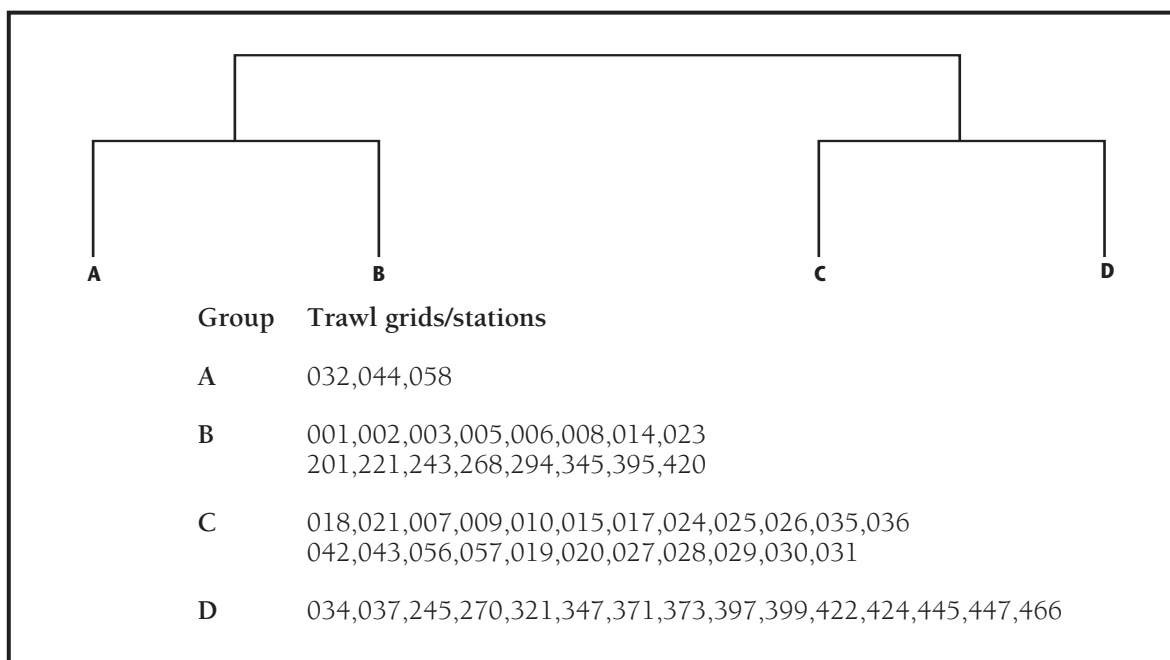 A B C D
Group Trawl grids/stations
A 032,044,058
B 001,002,003,005,006,008,014,023
201,221,243,268,294,345,395,420
C 018,021,007,009,010,015,017,024,025,026,035,036
042,043,056,057,019,020,027,028,029,030,031
D 034,037,245,270,321,347,371,373,397,399,422,424,445,447,466